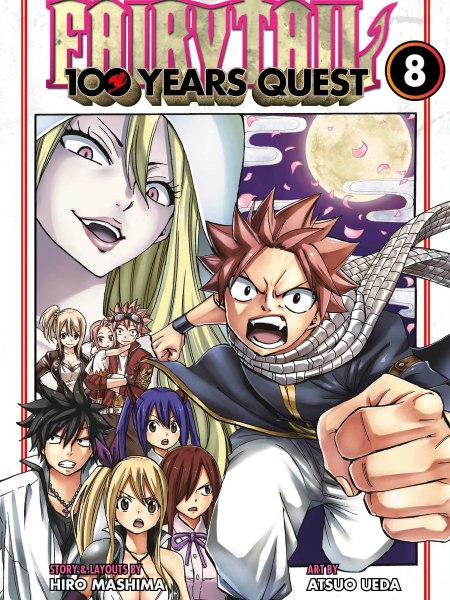 FAIRY TAIL
100 YEARS QUEST
8
STORY & LAYOUTS BY
HIRO MASHIMA
ART BY
ATSUO UEDA